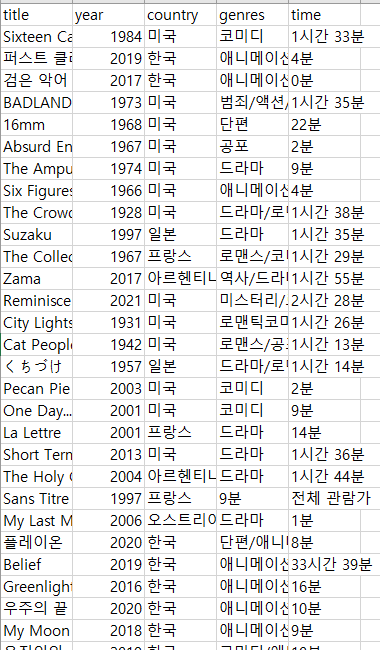 title year country genres time
Sixteen Ca 1984 미국 코미디 1시간 33분
퍼스트 클 2019 한국 애니메이션 4분
검은 악어 2017 한국 애니메이션 0분
BADLAND 1973 미국 범죄/액션/ 1시간 35분
16mm 1968 미국 단편 22분
Absurd En 1967 미국 공포 2분
The Ampu 1974 미국 드라마 9분
Six Figures 1966 미국 애니메이션 4분
The Crowd 1928 미국 드라마/로 1시간 38분
Suzaku 1997 일본 드라마 1시간 35분
The Collec 1967 프랑스 로맨스/코 1시간 29분
Zama 2017 아르헨티나 역사/드라 1시간 55분
Reminisce 2021 미국 미스터리/ 2시간 28분
City Lights 1931 미국 로맨틱코미 1시간 26분
Cat People 1942 미국 로맨스/공 1시간 13분
くちづけ 1957 일본 드라마/로 1시간 14분
Pecan Pie 2003 미국 코미디 2분
One Day... 2001 미국 코미디 9분
La Lettre 2001 프랑스 드라마 14분
Short Term 2013 미국 드라마 1시간 36분
The Holy G 2004 아르헨티나 드라마 1시간 44분
Sans Titre 1997 프랑스 9분 전체 관람가
My Last M 2006 오스트리아 드라마 1분
플레이온 2020 한국 단편/애니 8분
Belief 2019 한국 애니메이션 33시간 39분
Greenlight 2016 한국 애니메이션 16분
우주의 끝 2020 한국 애니메이션 10분
My Moon 2018 한국 애니메이션 9분